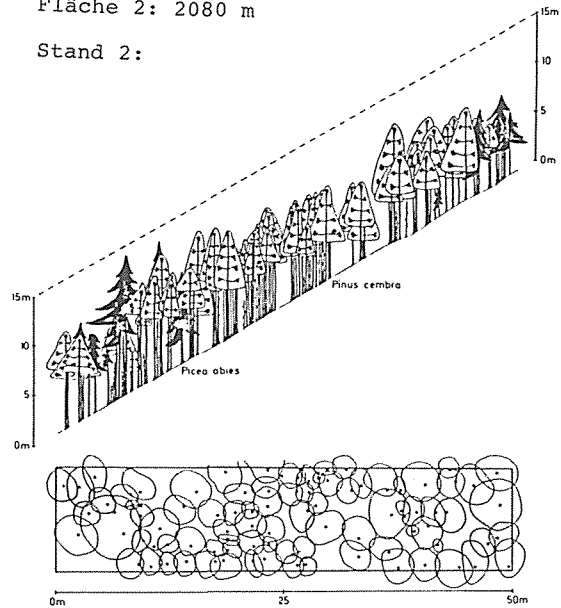 Fläche 2: 2080 m
Stand 2:
15m
10
5
0m
Pinus cembra
15m
10
5
0m
Picea abies
0m
25
50m